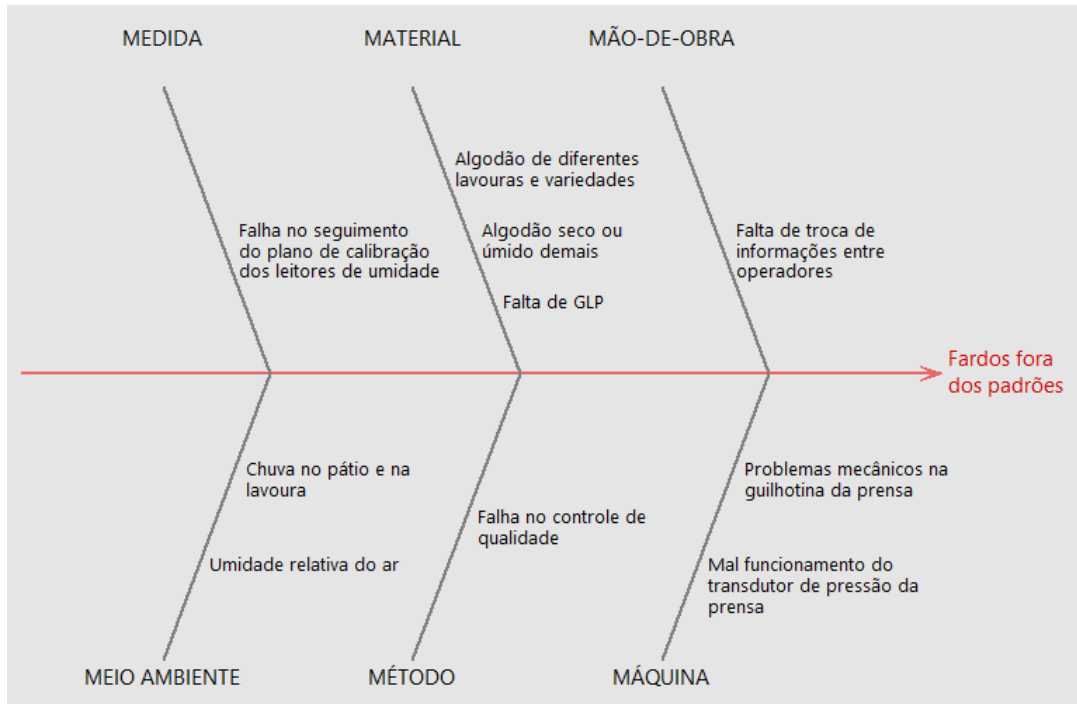 MEDIDA
MATERIAL
MÃO-DE-OBRA
Algodão de diferentes
lavouras e variedades
Falha no seguimento
do plano de calibração
dos leitores de umidade
Algodão seco ou
úmido demais
Falta de GLP
Falta de troca de
informações entre
operadores
Fardos fora
dos padrões
Chuva no pátio e na
lavoura
Umidade relativa do ar
Falha no controle de
qualidade
Problemas mecânicos na
guilhotina da prensa
Mal funcionamento do
transdutor de pressão da
prensa
MEIO AMBIENTE
MÉTODO
MÁQUINA